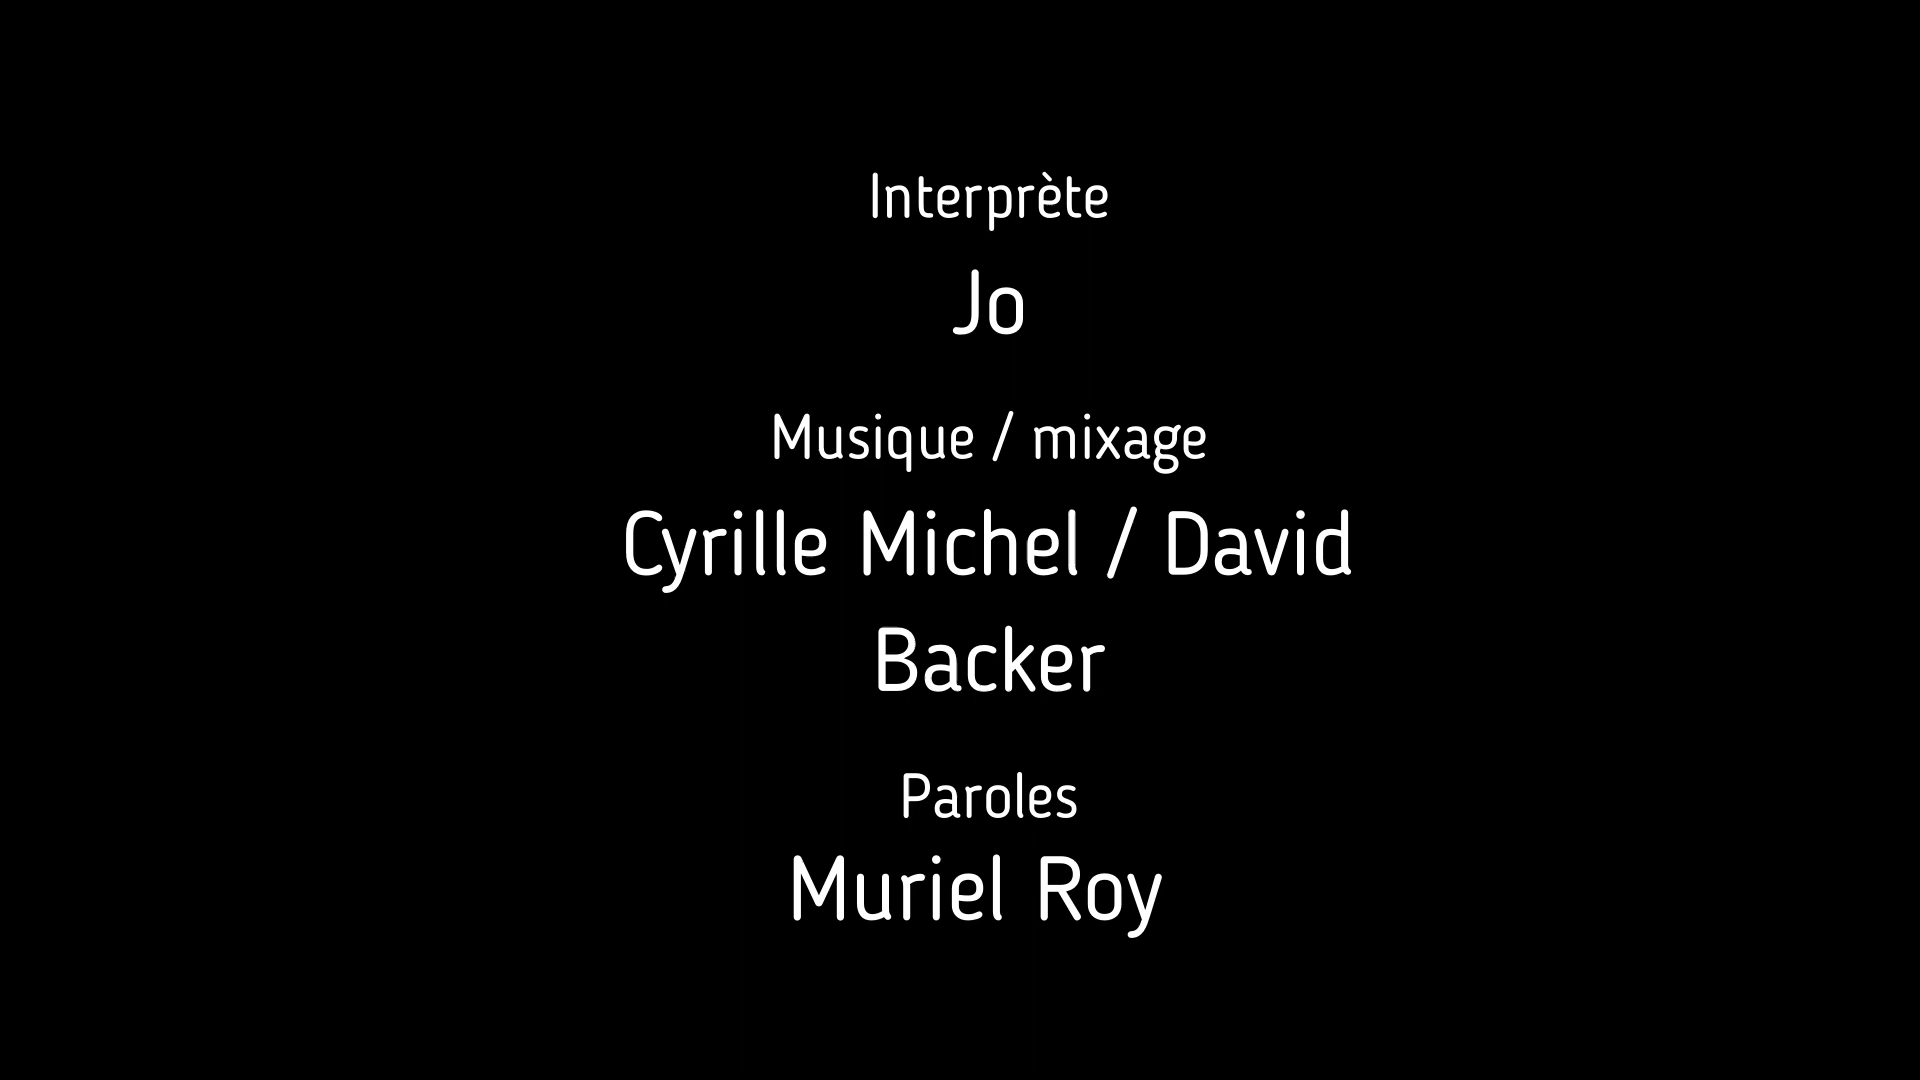 Interprète
Jo
Musique / mixage
Cyrille Michel / David
Backer
Paroles
Muriel Roy